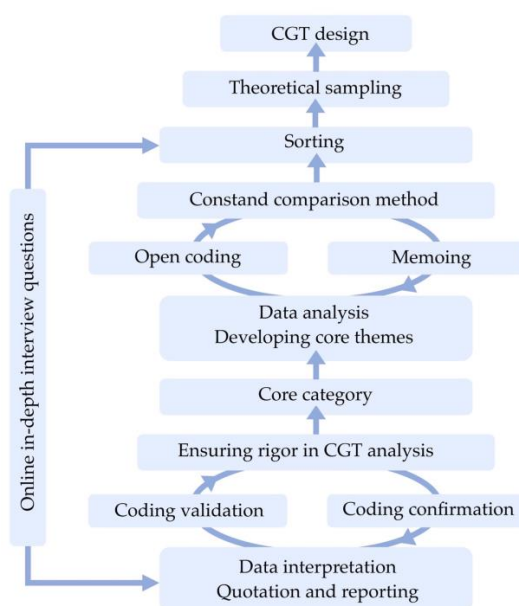 CGT design
Theoretical sampling
Sorting
Constand comparison method
Open coding
Memoing
Data analysis
Developing core themes
Core category
Ensuring rigor in CGT analysis
Coding validation
Coding confirmation
Data interpretation
Quotation and reporting
Online in-depth interview questions